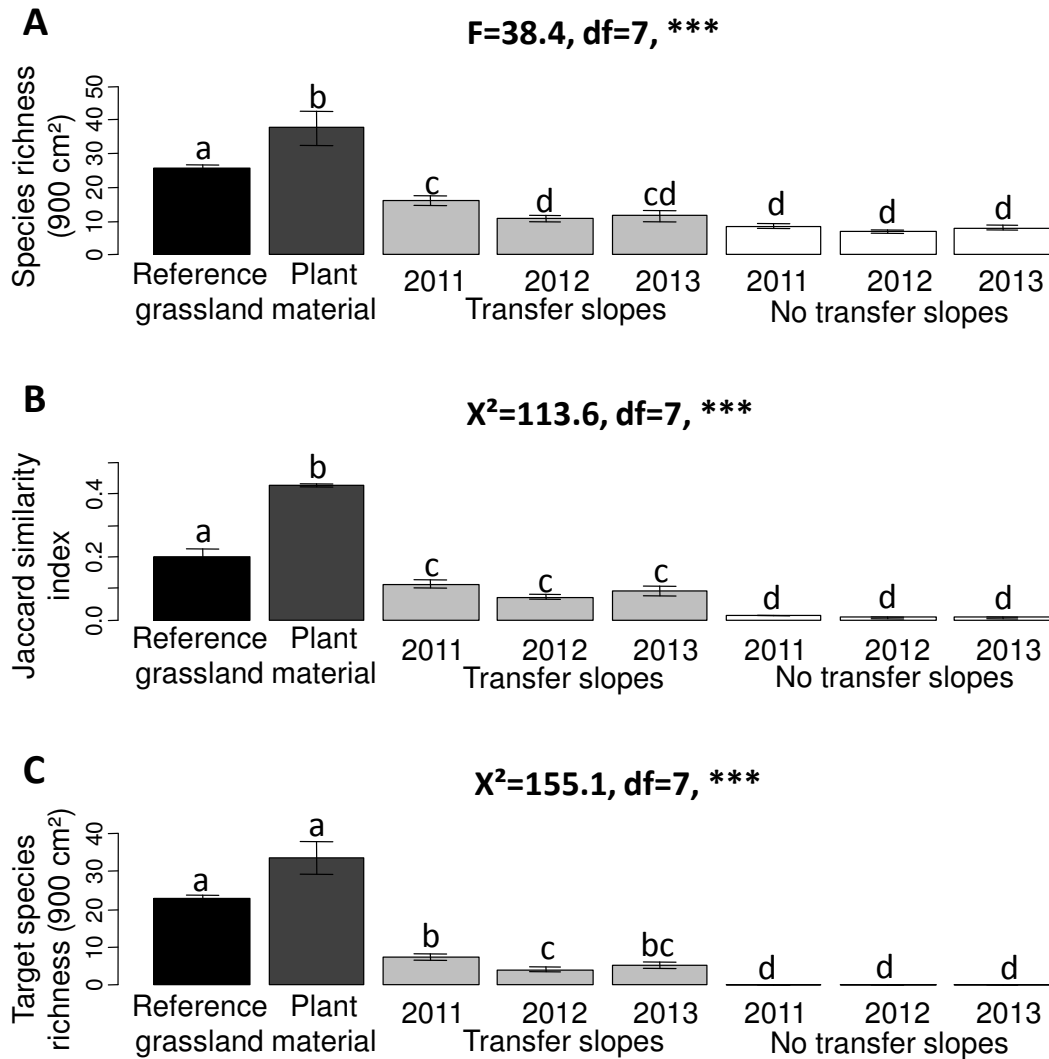 A
F=38.4, df=7, ***
Species richness
(900 cm²)
0 10 20 30 40 50
a
b
c
d
cd
d
d
d
Reference
grassland
Plant
material
2011
2012
2013
Transfer slopes
2011
2012
2013
No transfer slopes
B
X²=113.6, df=7, ***
Jaccard similarity
index
0.0 0.2 0.4
a
b
c
c
c
d
d
d
Reference
grassland
Plant
material
2011
2012
2013
Transfer slopes
2011
2012
2013
No transfer slopes
C
X²=155.1, df=7, ***
Target species
richness (900 cm²)
0 10 20 30 40
a
a
b
c
bc
d
d
d
Reference
grassland
Plant
material
2011
2012
2013
Transfer slopes
2011
2012
2013
No transfer slopes